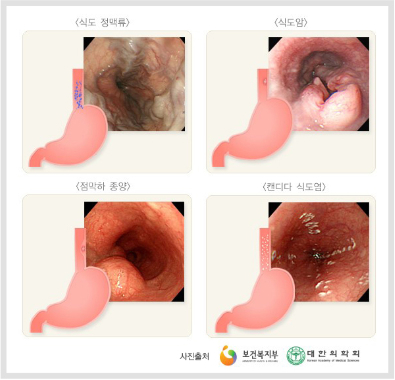 <식도 정맥류>
<식도암>
<점막하 종양>
<캔디다 식도염>
사진출처 보건복지부 대한의학회